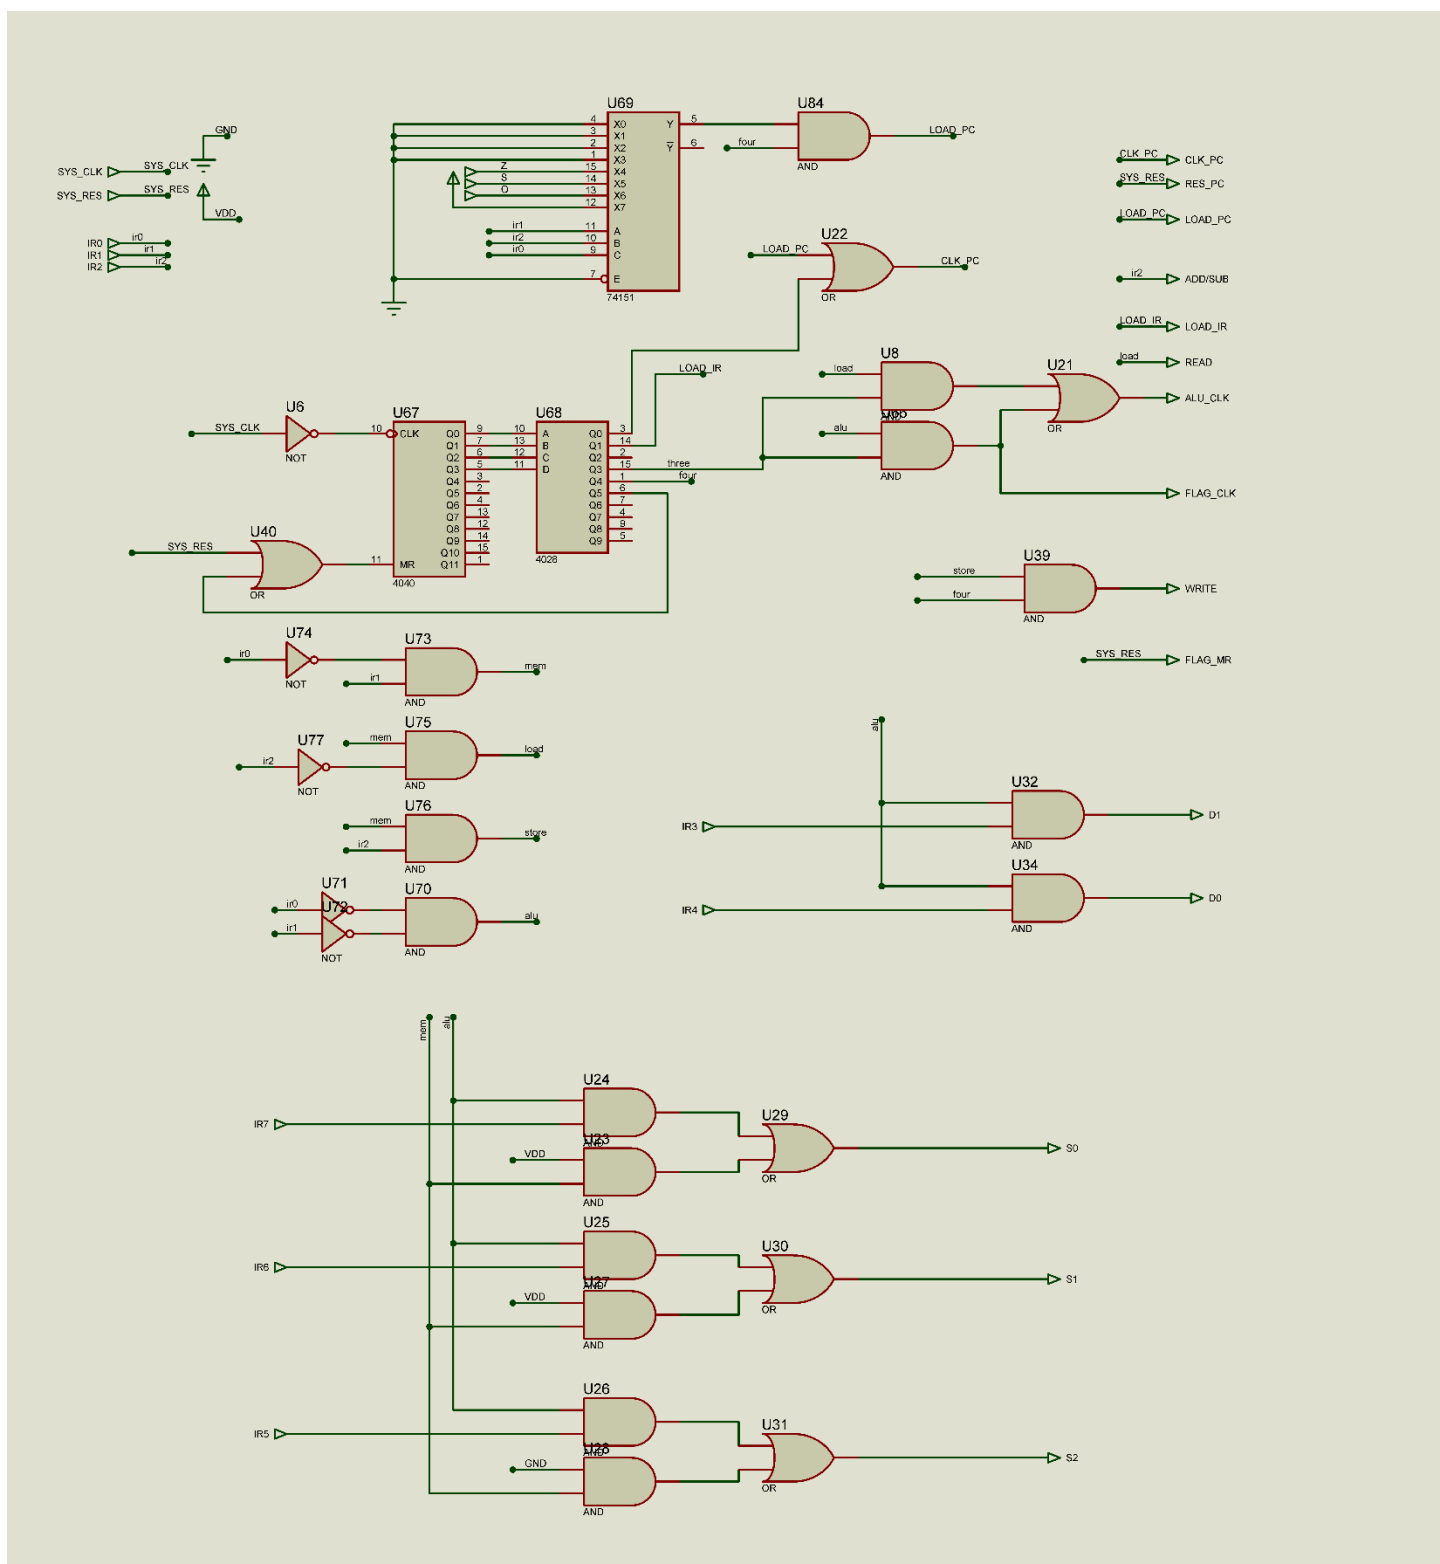 U69
U84
GND
4 X0 Y 5
3 X1
2 X2 Y 6
1 X3
15 X4
14 X5
13 X6
12 X7
Z
S
four
LOAD_PC
AND
SYS_CLK SYS_CLK
SYS_RES SYS_RES
VDD
CLK_PC CLK_PC
SYS_RES RES_PC
LOAD_PC LOAD_PC
ir1 11 A
ir2 10 B
ir0 9 C
7 E
74151
IR0 ir0
IR1 ir1
IR2 ir2
U22
LOAD_PC
CLK_PC
OR
ir2 ADD/SUB
LOAD_IR LOAD_IR
load READ
U8
load
AND
U21
OR
ALU_CLK
LOAD_IR
U6
SYS_CLK
NOT
U67
10 CLK
Q0 9
Q1 7
Q2 6
Q3 5
Q4 3
Q5 2
Q6 4
Q7 13
Q8 12
Q9 14
Q10 15
11 MR Q11 1
4040
U68
10 A Q0 3
13 B Q1 14
12 C Q2 2
11 D Q3 15
Q4 1
Q5 6
Q6 7
Q7 4
Q8 9
Q9 5
4028
three
four
alu
AND
FLAG_CLK
U40
SYS_RES
OR
U39
store
four
AND
WRITE
SYS_RES FLAG_MR
U74
ir0
NOT
U73
ir1
AND
mem
U75
mem
AND
load
U77
ir2
NOT
U76
mem
ir2
AND
store
U71
U72
ir0
ir1
NOT
U70
AND
alu
alu
U32
IR3
AND
D1
U34
IR4
AND
D0
mem
alu
U24
IR7
AND
U23
VDD
AND
U29
OR
S0
U25
IR6
AND
U27
VDD
AND
U30
OR
S1
U26
IR5
AND
U28
GND
AND
U31
OR
S2